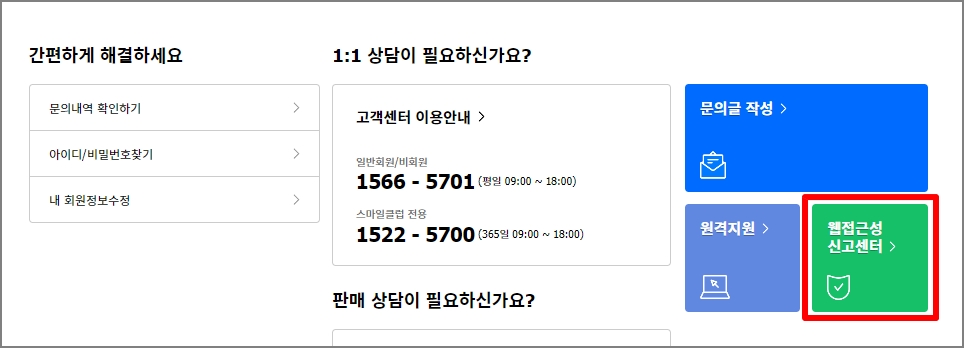 간편하게 해결하세요
문의내역 확인하기
아이디/비밀번호찾기
내 회원정보수정
1:1 상담이 필요하신가요?
고객센터 이용안내
일반회원/비회원
1566 - 5701 (평일 09:00 ~ 18:00)
스마일클럽 전용
1522 - 5700 (365일 09:00 ~ 18:00)
판매 상담이 필요하신가요?
문의글 작성
원격지원
웹접근성
신고센터